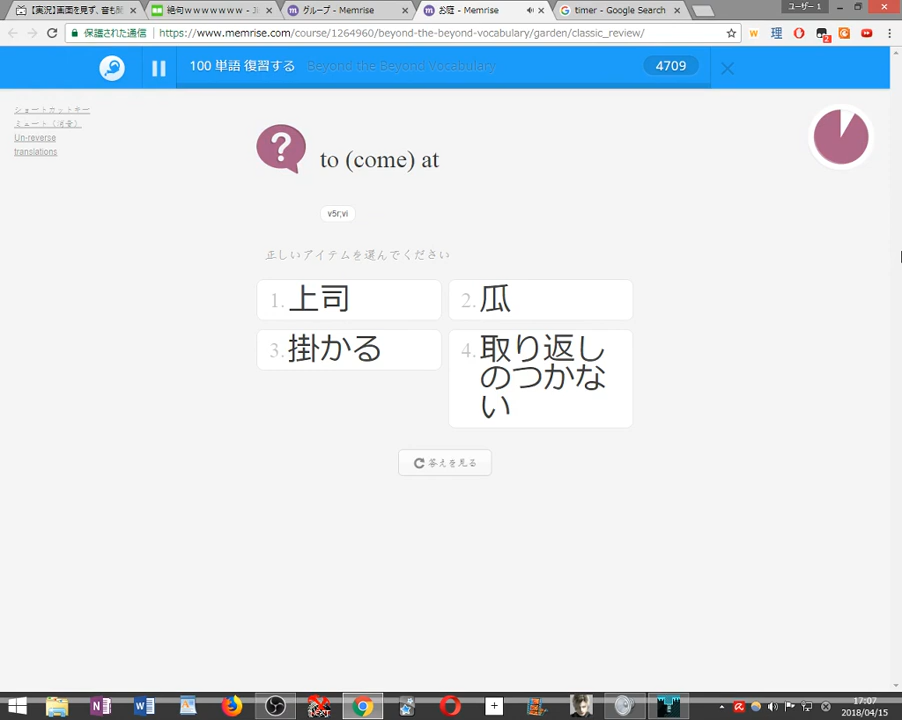 【実況】画面を見ず、音も聞
絶句ｗｗｗｗｗｗｗ - Ji
グループ - Memrise
お庭 - Memrise
timer - Google Search
ユーザー 1
保護された通信
https://www.memrise.com/course/1264960/beyond-the-beyond-vocabulary/garden/classic_review/
100 単語 復習する
Beyond the Beyond Vocabulary
4709
ショートカットキー
ミュート（消音）
Un-reverse
translations
?
to (come) at
v5r;vi
正しいアイテムを選んでください
1. 上司
2. 瓜
3. 掛かる
4. 取り返し
のつかな
い
答えを見る
17:07
2018/04/15